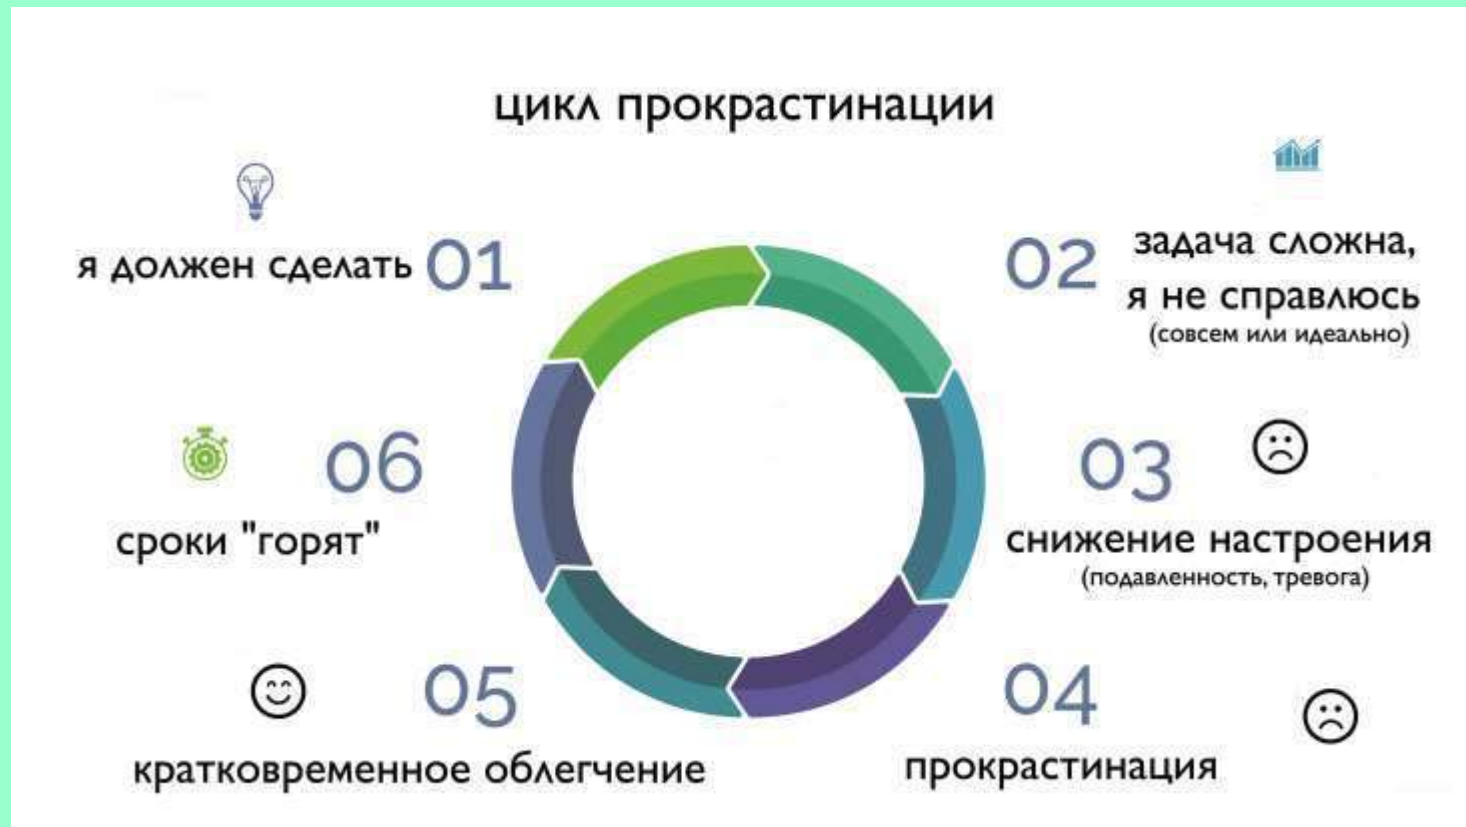 цикл прокрастинации
01
я должен сделать
02
задача сложна,
я не справлюсь
(совсем или идеально)
03
снижение настроения
(подавленность, тревога)
04
прокрастинация
05
кратковременное облегчение
06
сроки "горят"